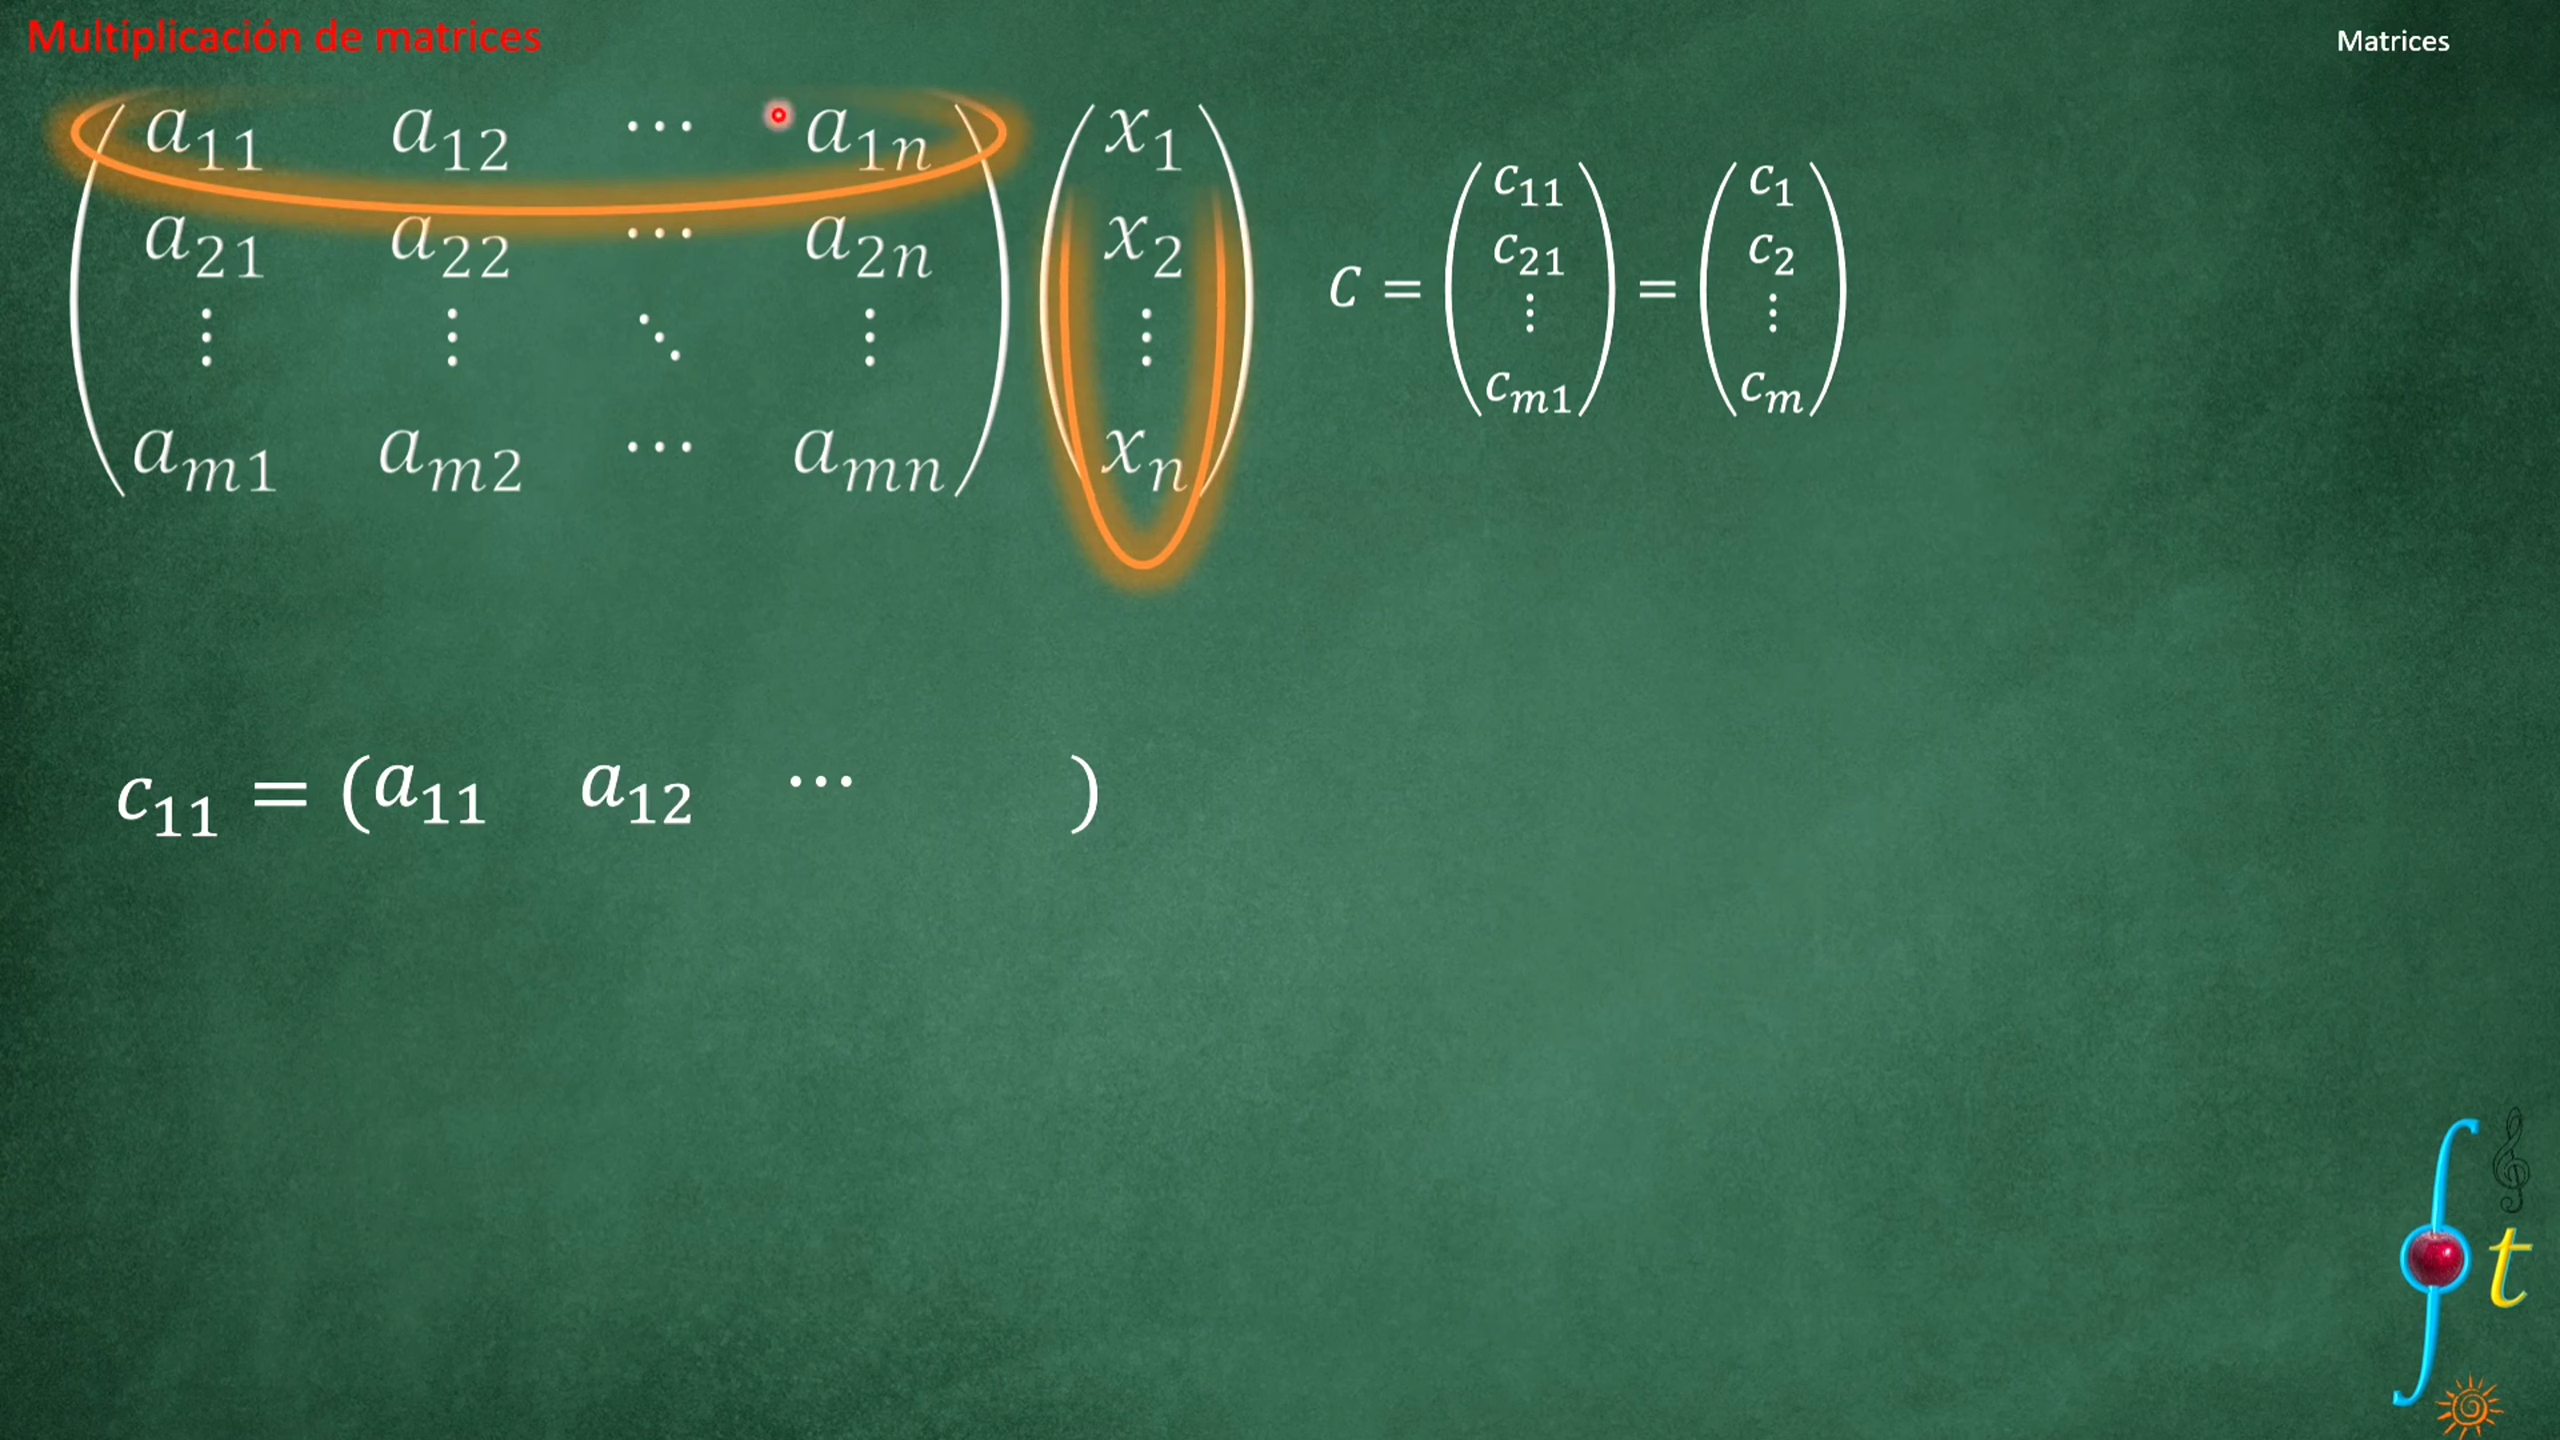 Multiplicación de matrices
Matrices
a₁₁ a₁₂ ⋯ a₁ₙ
a₂₁ a₂₂ ⋯ a₂ₙ
⋮ ⋮ ⋱ ⋮
aₘ₁ aₘ₂ ⋯ aₘₙ
x₁
x₂
⋮
xₙ
C = (c₁₁ c₂₁ ⋮ cₘ₁) = (c₁ c₂ ⋮ cₘ)
c₁₁ = (a₁₁ a₁₂ ⋯ )
t